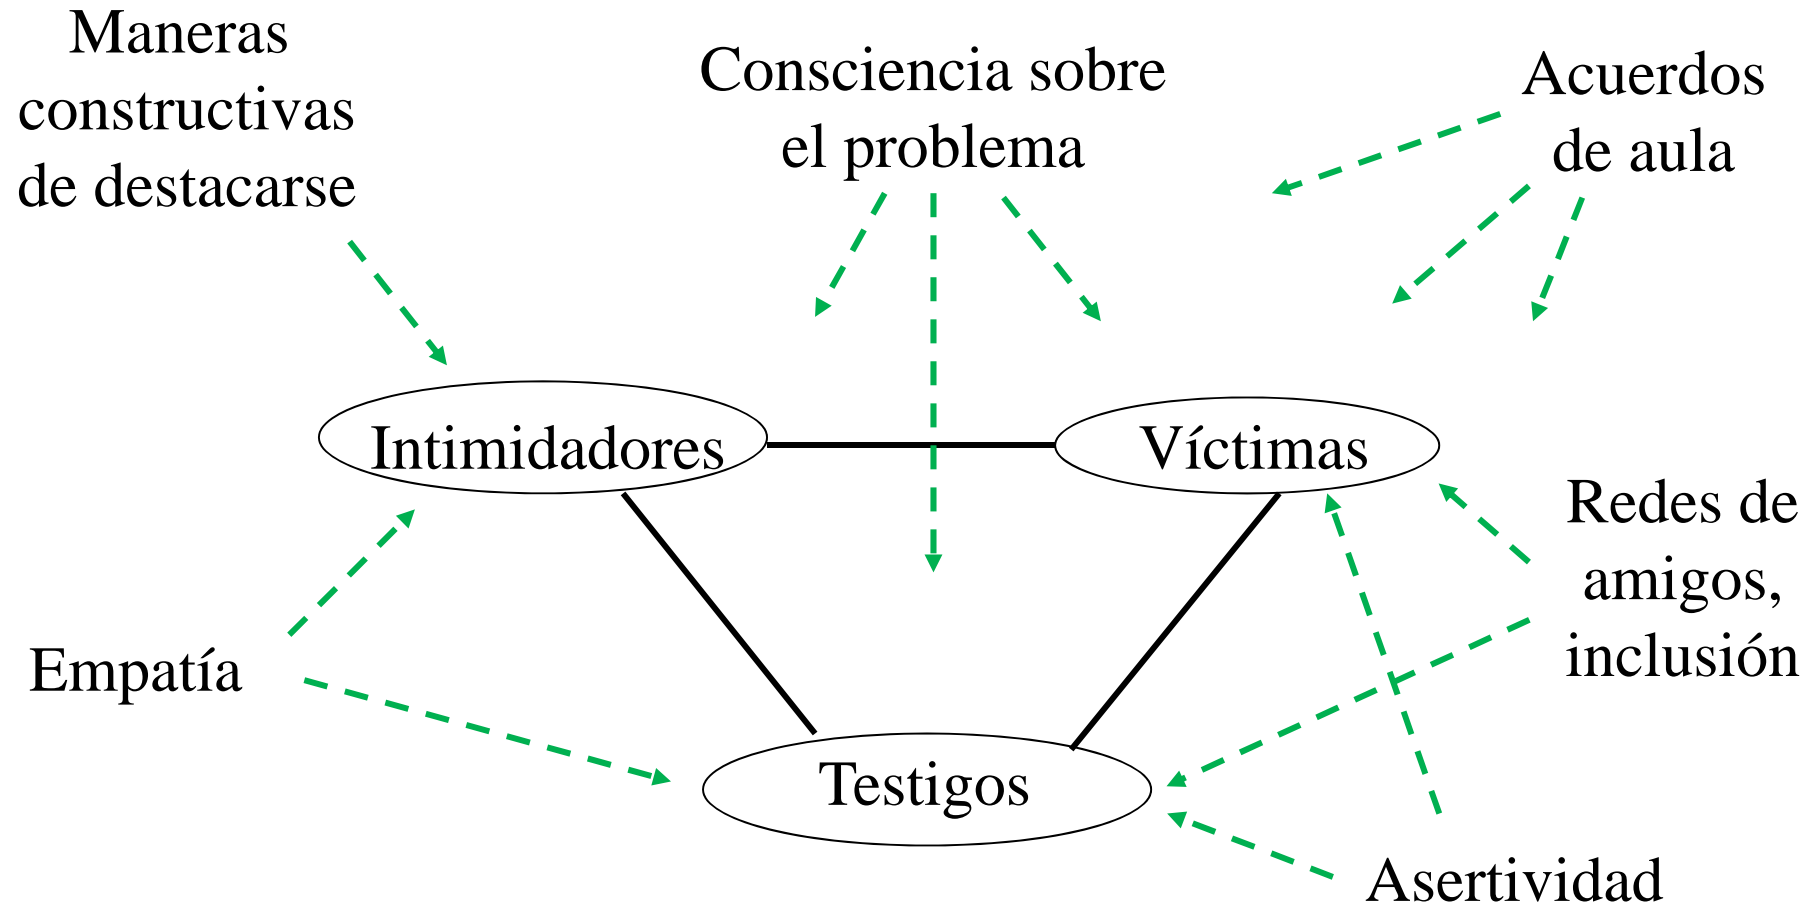 Maneras
constructivas
de destacarse
Consciencia sobre
el problema
Acuerdos
de aula
Intimidadores
Víctimas
Redes de
amigos,
inclusión
Empatía
Testigos
Asertividad